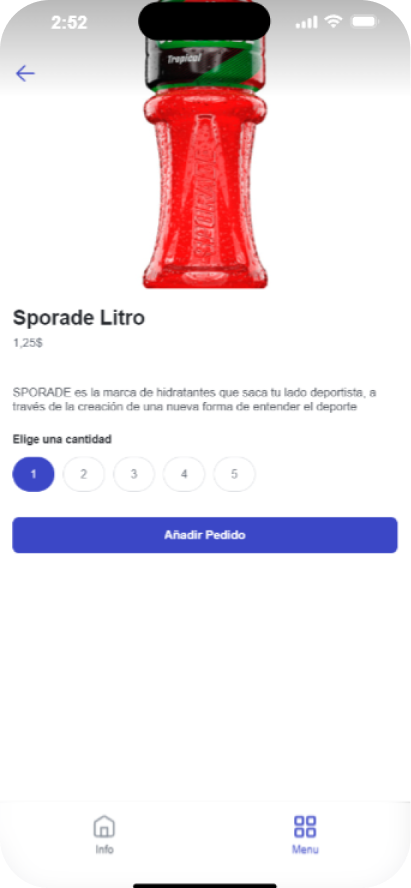 2:52
Tropical
SPORADE
Sporade Litro
1,25$
SPORADE es la marca de hidratantes que saca tu lado deportista, a
través de la creación de una nueva forma de entender el deporte
Elige una cantidad
1 2 3 4 5
Añadir Pedido
Info Menu